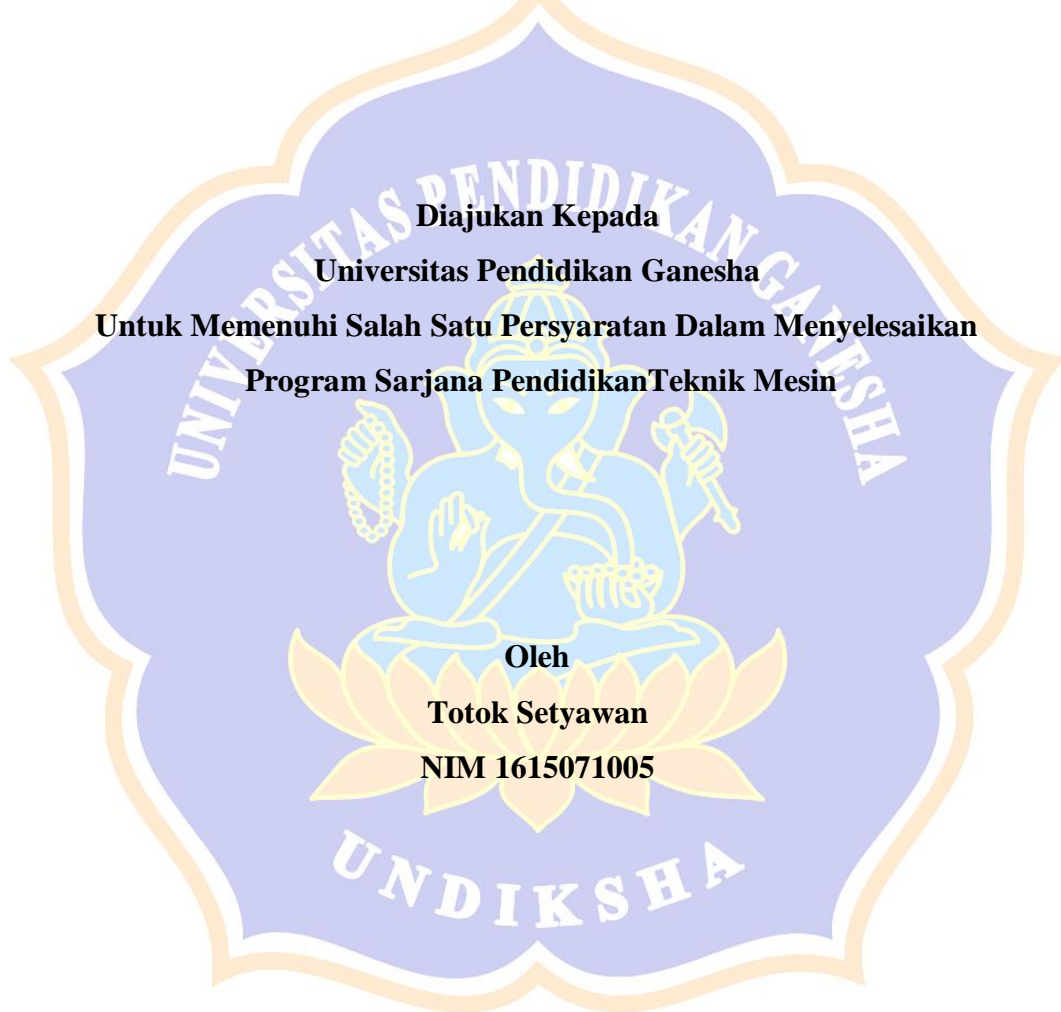 UNIVERSITAS PENDIDIKAN GANESHA
Diajukan Kepada
Universitas Pendidikan Ganesha
Untuk Memenuhi Salah Satu Persyaratan Dalam Menyelesaikan
Program Sarjana PendidikanTeknik Mesin
Oleh
Totok Setyawan
NIM 1615071005
UNDIKSHA